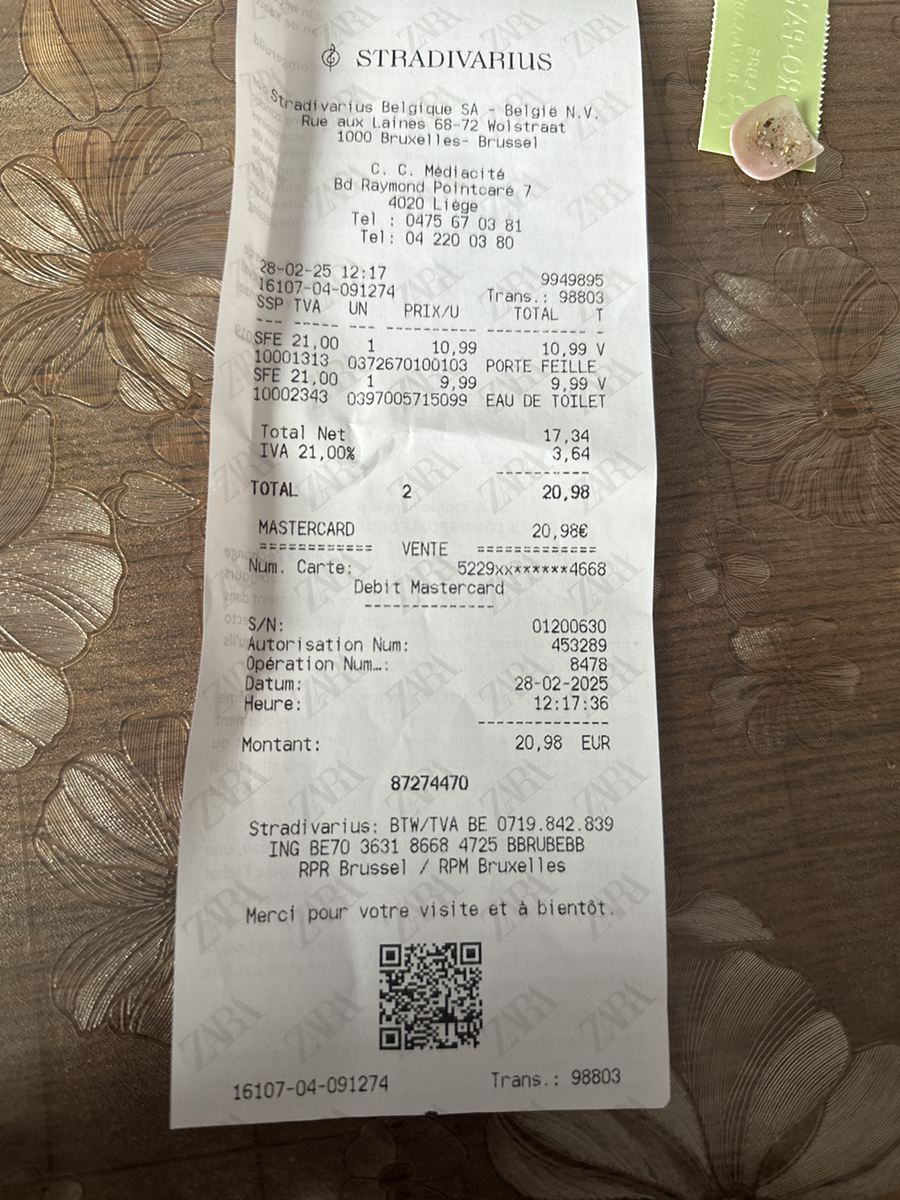 STRADIVARIUS
Stradivarius Belgique SA - België N.V.
Rue aux Laines 68-72 Wolstraat
1000 Bruxelles- Brussel
C. C. Médiacité
Bd Raymond Pointcaré 7
4020 Liège
Tel : 0475 67 03 81
Tel: 04 220 03 80
28-02-25 12:17 9949895
16107-04-091274 Trans.: 98803
SSP TVA UN PRIX/U TOTAL T
SFE 21,00 1 10,99 10,99 V
10001313 0372670100103 PORTE FEILLE
SFE 21,00 1 9,99 9,99 V
10002343 0397005715099 EAU DE TOILET
Total Net 17,34
IVA 21,00% 3,64
TOTAL 2 20,98
MASTERCARD 20,98€
============ VENTE =============
Num. Carte: 5229xx******4668
Debit Mastercard
S/N: 01200630
Autorisation Num: 453289
Opération Num…: 8478
Datum: 28-02-2025
Heure: 12:17:36
Montant: 20,98 EUR
87274470
Stradivarius: BTW/TVA BE 0719.842.839
ING BE70 3631 8668 4725 BBRUBEBB
RPR Brussel / RPM Bruxelles
Merci pour votre visite et à bientôt.
16107-04-091274 Trans.: 98803